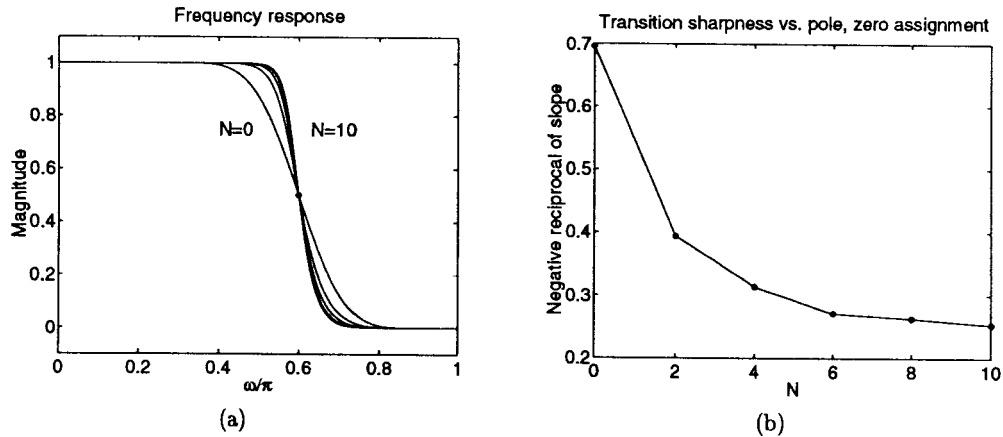 Frequency response
Magnitude
1
0.8
0.6
0.4
0.2
0
N=0
N=10
0
0.2
0.4
0.6
0.8
1
ω/π
(a)
Transition sharpness vs. pole, zero assignment
Negative reciprocal of slope
0.7
0.6
0.5
0.4
0.3
0.2
0
2
4
6
8
10
N
(b)